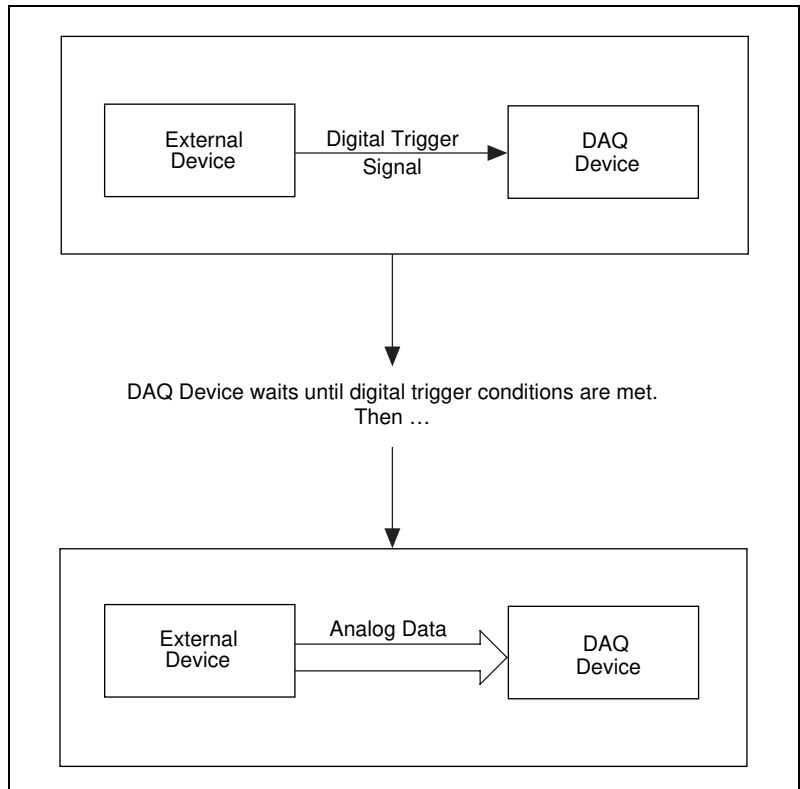 External
Device
Digital Trigger
Signal
DAQ
Device
DAQ Device waits until digital trigger conditions are met.
Then …
External
Device
Analog Data
DAQ
Device